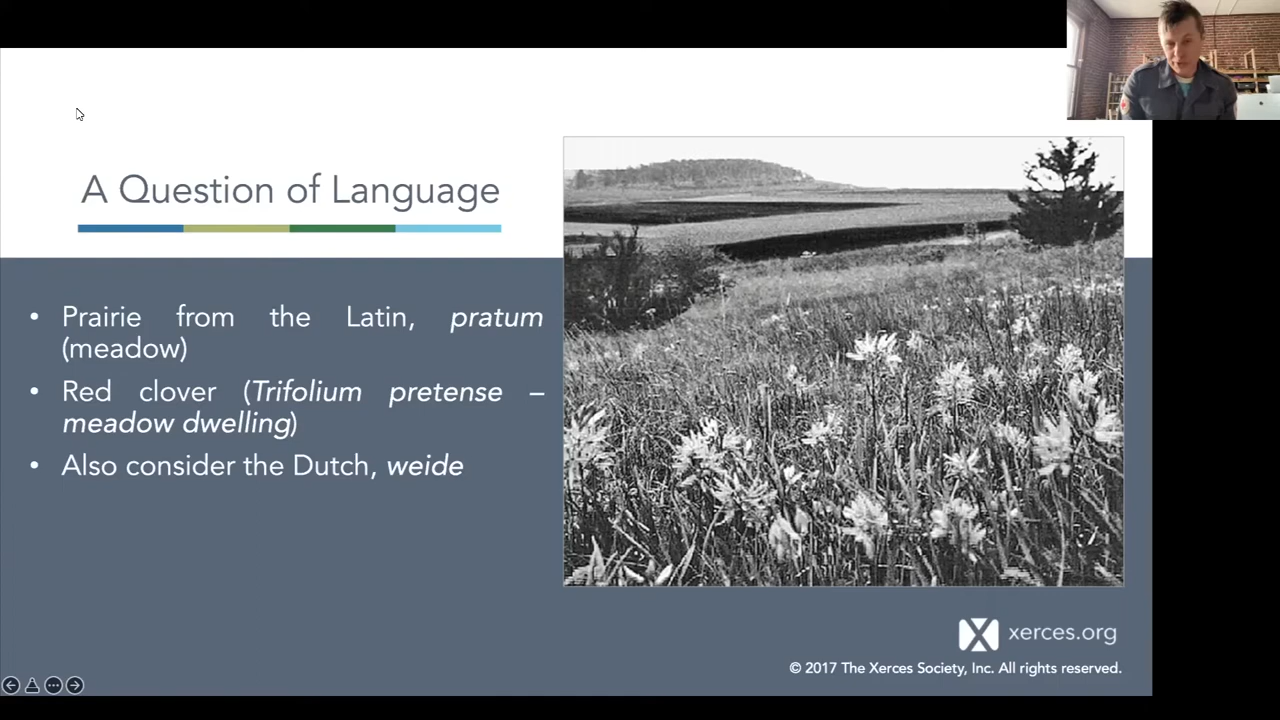 A Question of Language
• Prairie from the Latin, pratum
(meadow)
• Red clover (Trifolium pretense –
meadow dwelling)
• Also consider the Dutch, weide
xerces.org
© 2017 The Xerces Society, Inc. All rights reserved.